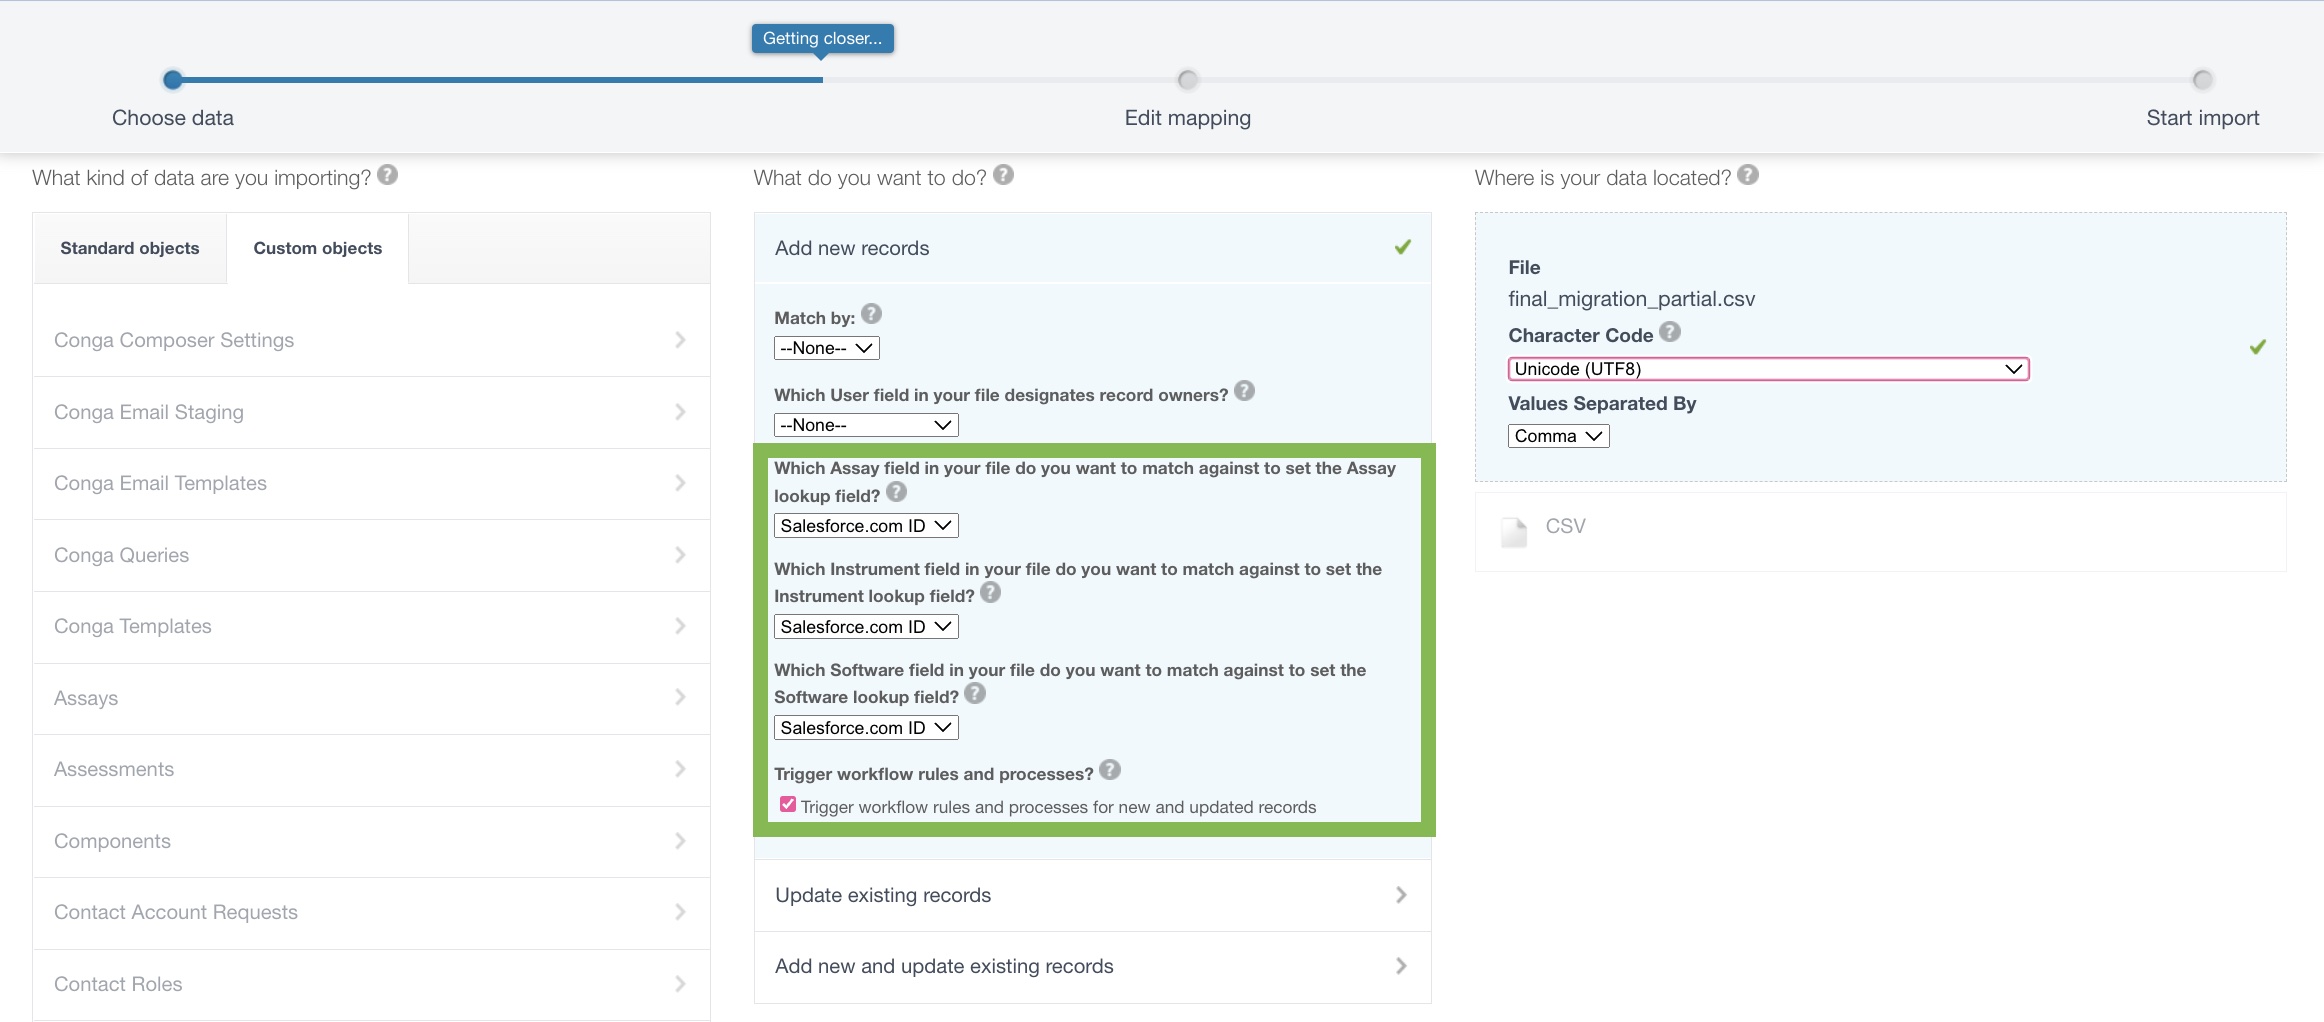 Getting closer...
Choose data
Edit mapping
Start import
What kind of data are you importing? ?
Standard objects
Custom objects
Conga Composer Settings
Conga Email Staging
Conga Email Templates
Conga Queries
Conga Templates
Assays
Assessments
Components
Contact Account Requests
Contact Roles
What do you want to do? ?
Add new records
Match by: ?
--None--
Which User field in your file designates record owners? ?
--None--
Which Assay field in your file do you want to match against to set the Assay
lookup field? ?
Salesforce.com ID
Which Instrument field in your file do you want to match against to set the
Instrument lookup field? ?
Salesforce.com ID
Which Software field in your file do you want to match against to set the
Software lookup field? ?
Salesforce.com ID
Trigger workflow rules and processes? ?
Trigger workflow rules and processes for new and updated records
Update existing records
Add new and update existing records
Where is your data located? ?
File
final_migration_partial.csv
Character Code ?
Unicode (UTF8)
Values Separated By
Comma
CSV